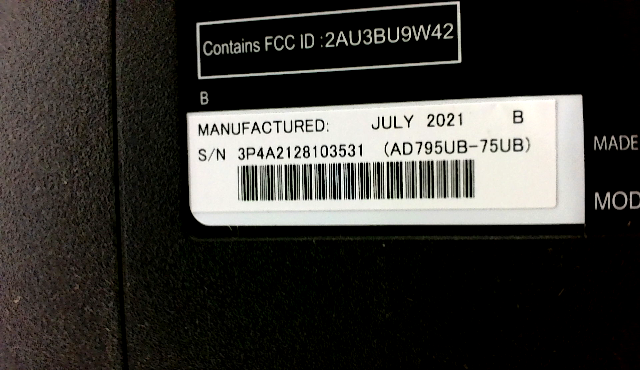 Contains FCC ID :2AU3BU9W42
B
MANUFACTURED: JULY 2021 B
S/N 3P4A2128103531 (AD795UB-75UB)
MADE
MOD